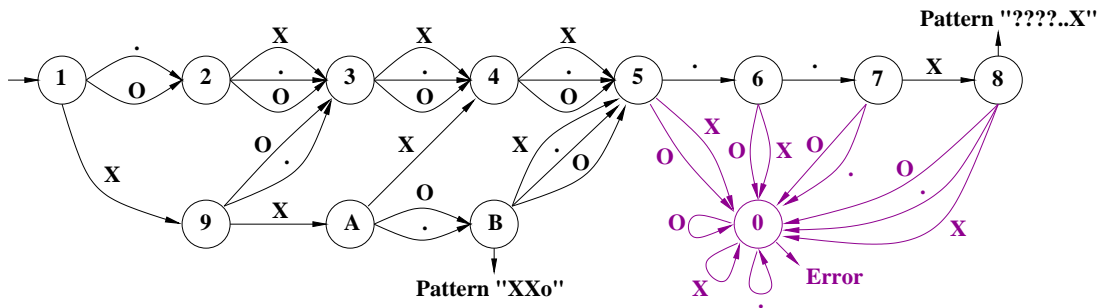 Pattern "????..X"
X X X
.
1 2 . 3 . 4 . 5 . 6 . 7 X 8
O O O O
O X O X O O
X O . X X O O . .
9 X A . B 0 X
O
X . Error
Pattern "XXo"